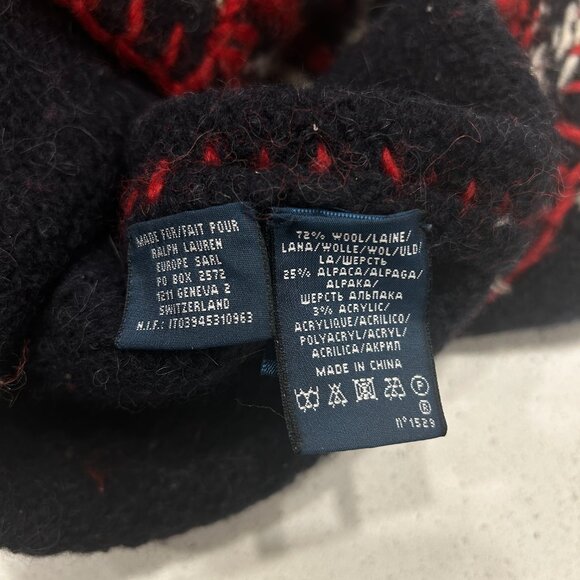 MADE FOR/FAIT POUR
RALPH LAUREN
EUROPE SARL
PO BOX 2572
1211 GENEVA 2
SWITZERLAND
N.I.F.: IT03945310963
72% WOOL/LAINE/
LANA/WOLLE/WOL/ULD/
LA/ШЕРСТЬ
25% ALPACA/ALPAGA/
ALPAKA/
ШЕРСТЬ АЛЬПАКА
3% ACRYLIC/
ACRYLIQUE/ACRILICO/
POLYACRYL/ACRYL/
ACRILICA/АКРИЛ
MADE IN CHINA
P
R
n° 1529